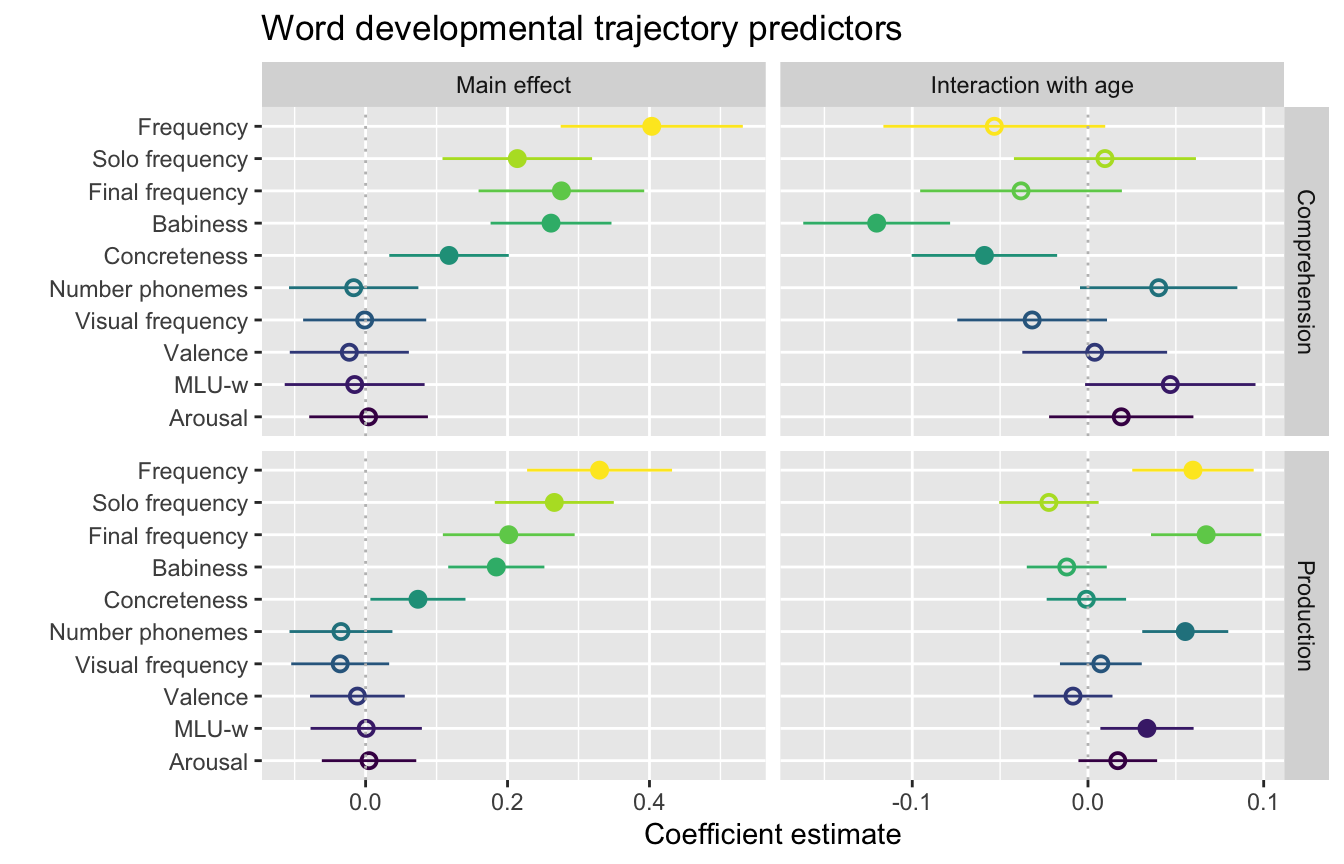 Word developmental trajectory predictors
Main effect
Interaction with age
Frequency
Solo frequency
Final frequency
Babiness
Concreteness
Number phonemes
Visual frequency
Valence
MLU-w
Arousal
Comprehension
Frequency
Solo frequency
Final frequency
Babiness
Concreteness
Number phonemes
Visual frequency
Valence
MLU-w
Arousal
Production
0.0 0.2 0.4
-0.1 0.0 0.1
Coefficient estimate